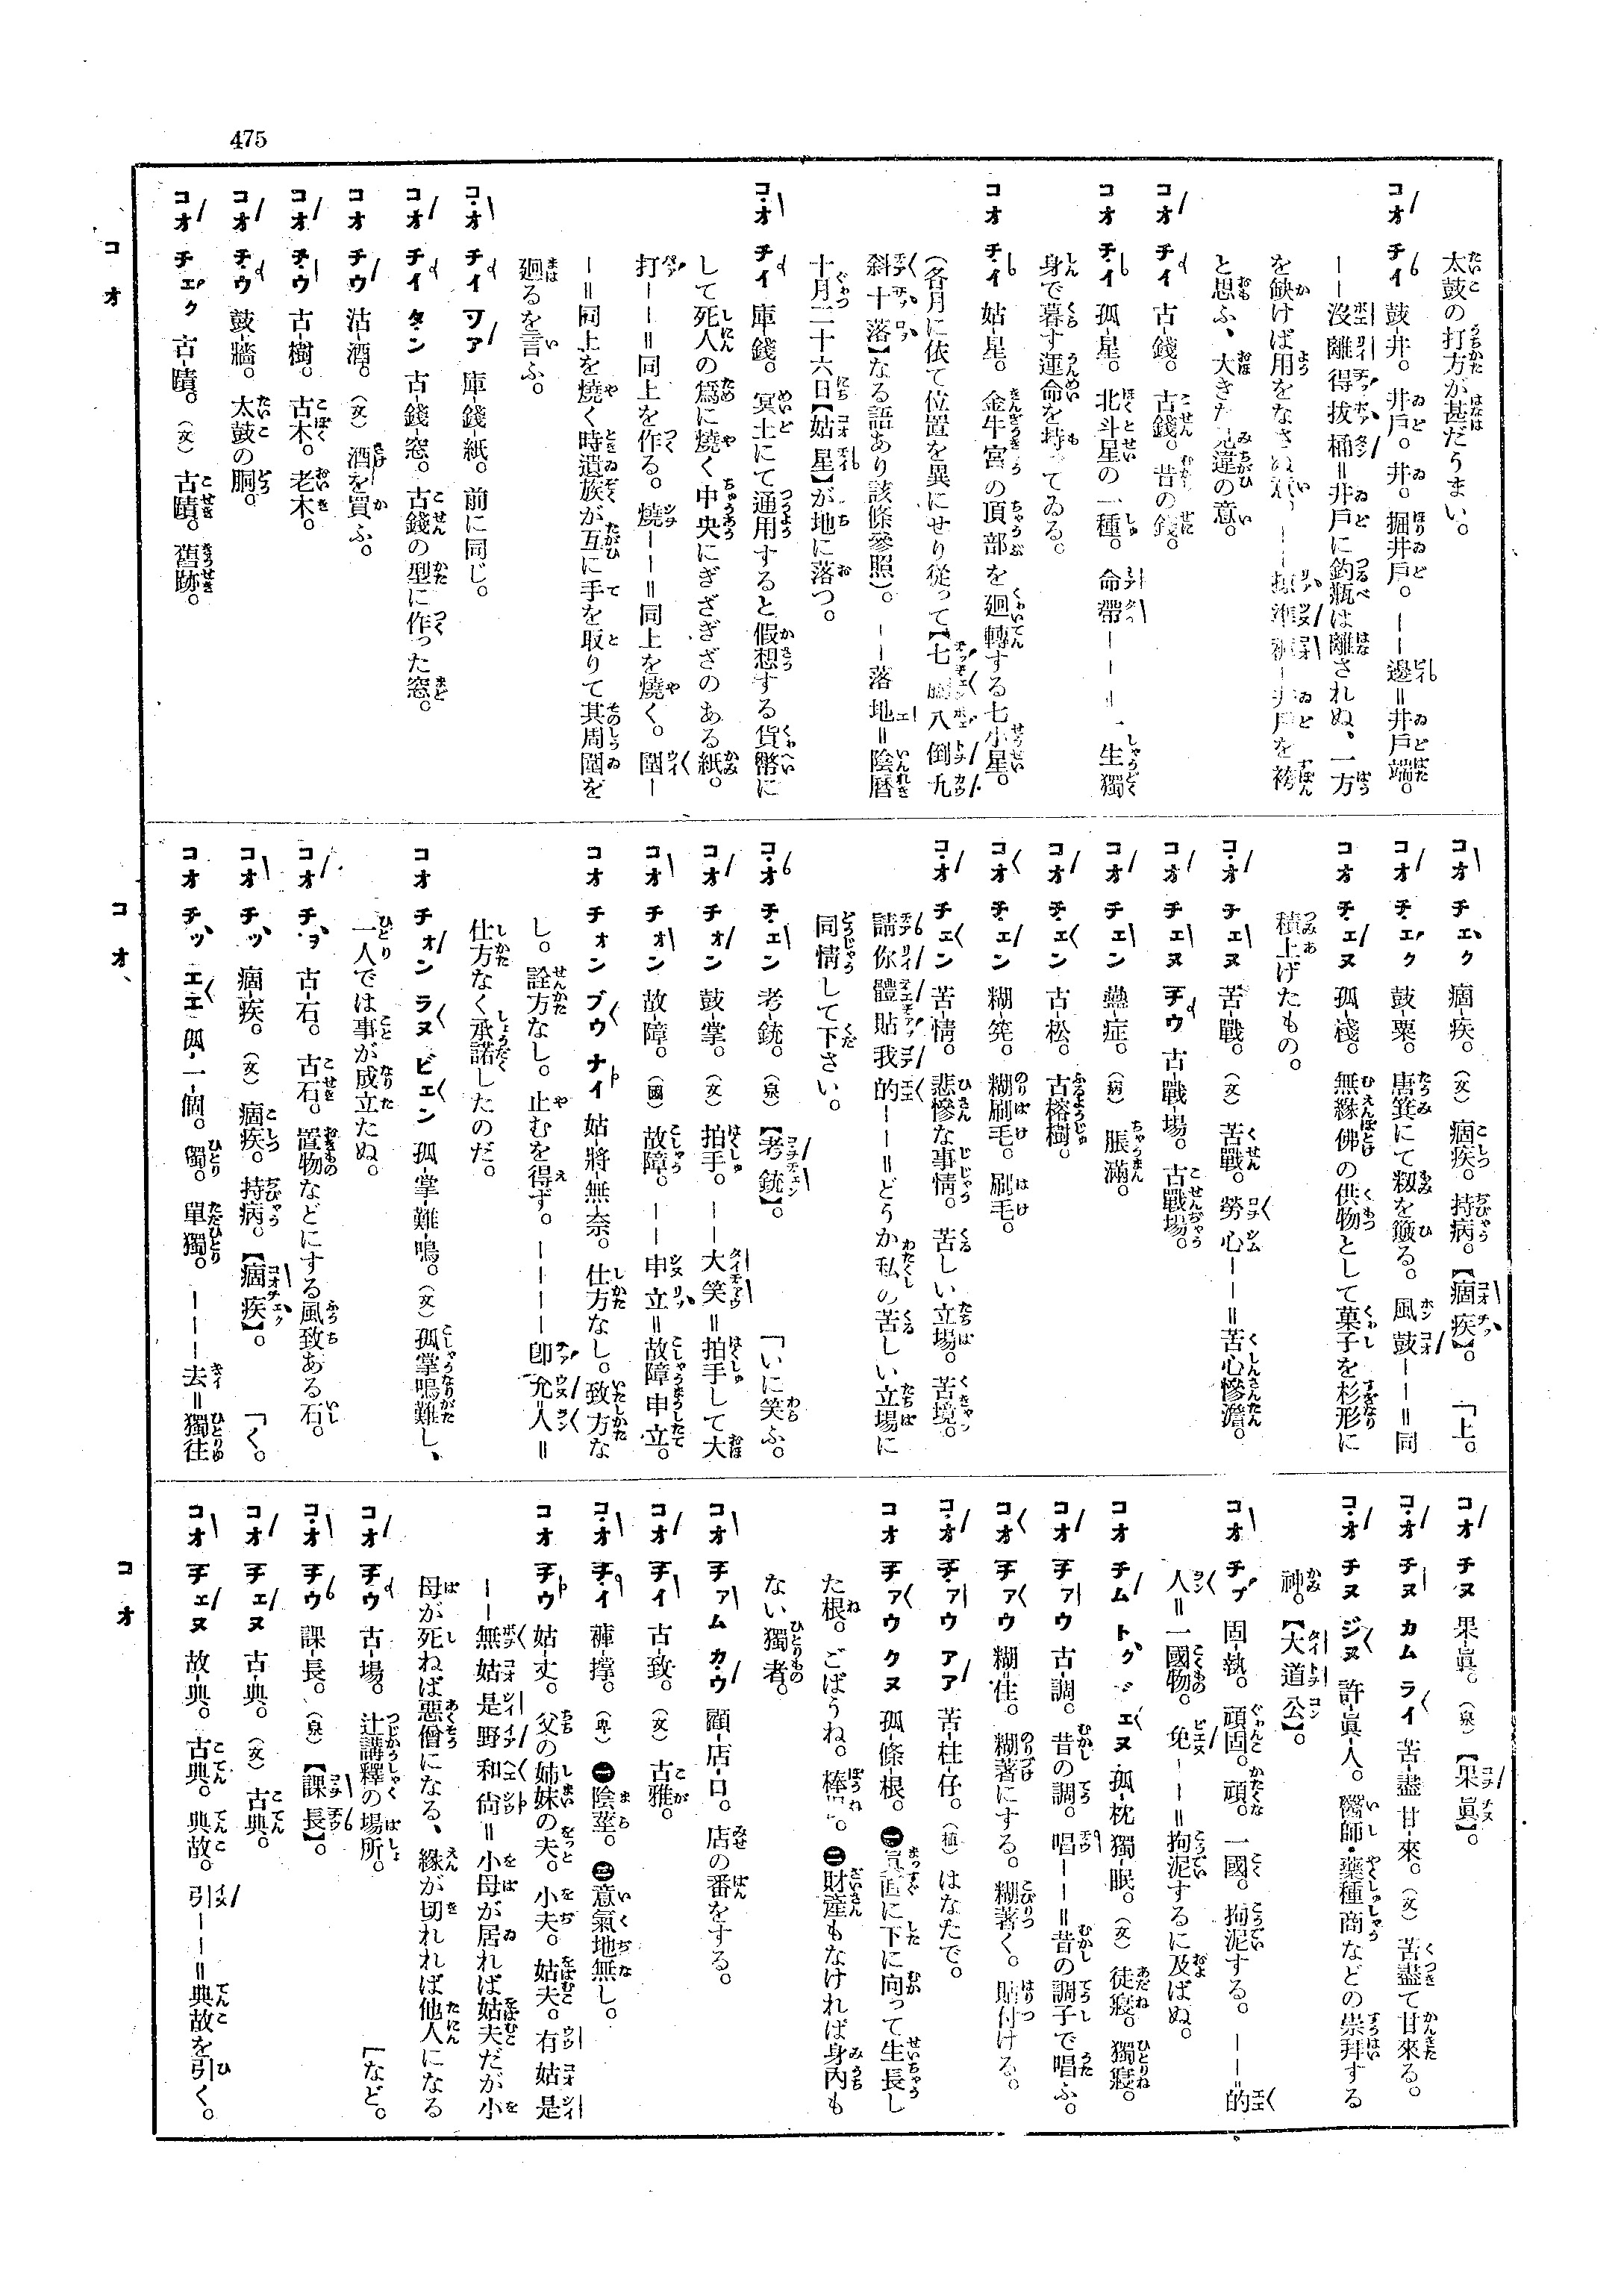 475
太鼓の打方が甚だうまい。
コオ チイ 鼓-井。井戸。井。掘井戸。――邊=井戸端。
――沒離得拔桶=井戸に釣瓶は離されぬ、一方
を缺けば用をなさぬ
と思ふ、大きた見違の意。
コオ チイ 古-錢。古錢。昔の錢。
コオ チイ 孤-星。北斗星の一種。命帶―――生獨
身で暮す運命を持つてゐる。
コオ チイ 姑-星。金牛宮の頂部を廻轉する七小星。
(各月に依て位置を異にせり從って【七 八倒九
斜十落】なる語あり該條參照)。――落地=陰曆
十月二十六日【姑星】が地に落つ。
コオ チイ 庫-錢。冥土にて通用すると假想する貨幣に
して死人の爲に燒く中央にぎざぎざのある紙。
打――=同上を作る。燒――=同上を燒く。圍―
―=同上を燒く時遺族が互に手を取りて其周圍を
廻るを言ふ。
コオ チイ ツァ 庫-錢-紙。前に同じ。
コオ チイ タン 古-錢-窓。古錢の型に作った窓。
コオ チウ 沽-酒。(文)酒を買ふ。
コオ チウ 古-樹。古木。老木。
コオ チウ 鼓-牆。太鼓の胴。
コオ チェク 古-蹟。(文)古蹟。舊跡。
コオ
コオ チェク 痼-疾。(文)痼疾。持病。【痼疾】。 「上。
コオ チェク 鼓-粟。唐箕にて籾を簸る。風鼓――=同
コオ チェヌ 孤-棧。無緣佛の供物として菓子を杉形に
積上げたもの。
コオ チェヌ 苦-戰。(文)苦戰。勞心――=苦心慘澹。
コオ チェヌ チウ 古-戰-場。古戰場。
コオ チェン 蠱-症。(病)脹滿。
コオ チェン 古-松。古榕樹。
コオ チェン 糊-筅。糊刷毛。刷毛。
コオ チェン 苦-情。悲慘な事情。苦しい立場。苦境。
請你體貼我的――=どうか私の苦しい立場に
同情して下さい。
コオ チェン 考-銃。(泉)【考銃】。
コオ チォン 鼓-掌。(文)拍手。――大笑=拍手して大 「いに笑ふ。
コオ チォン 故-障。(國)故障。――申立=故障申立。
コオ チォン ブウ ナイ 姑-將-無-奈。仕方なし。致方な
し。詮方なし。止むを得ず。――――卽允人=
仕方なく承諾したのだ。
コオ チォン ラヌ ビェン 孤-掌-難-鳴。(文)孤掌鳴難し、
一人では事が成立たぬ。
コオ チヲ 古-石。古石。置物などにする風致ある石。
コオ チッ 痼-疾。(文)痼疾。持病。【痼疾】。 「く。
コオ チッ エエ 孤-一-個。獨。單獨。―――去=獨往
コオ
コオ チヌ 果-眞。(泉)【果眞】。
コオ チヌ カム ライ 苦-盡-甘-來。(文)苦盡て甘來る。
コオ チヌ ジヌ 許-眞-人。醫師・藥種商などの崇拜する
神。【大道公】。
コオ チプ 固-執。頑固。頑。一國。拘泥する。――的
人=一國物。免――=拘泥するに及ばぬ。
コオ チム トク ビェヌ 孤-枕-獨-眠。(文)徒寢。獨寢。
コオ チァウ 古-調。昔の調。唱――=昔の調子で唱ふ。
コオ チァウ 糊-住。糊著にする。糊著く。貼付ける。
コオ チァウ アア 苦-柱-仔。(植)はなたで。
コオ チァウ クヌ 孤-條-根。㊀眞直に下に向って生長し
た根。ごばうね。棒根。㊁財產もなければ身內も
ない獨者。
コオ チァム カウ 顧-店-口。店の番をする。
コオ チイ 古-致。(文)古雅。
コオ チイ 褲-撐。(卑)㊀陰莖。㊁意氣地無し。
コオ チウ 姑-丈。父の姉妹の夫。小夫。姑夫。有姑是
――無姑是野和尙=小母が居れば姑夫だが小
母が死ねば惡僧になる、緣が切れれば他人になる
コオ チウ 古-場。辻講釋の場所。 「など。
コオ チウ 課-長。(泉)【課長】。
コオ チェヌ 古-典。(文)古典。
コオ チェヌ 故-典。古典。典故。引――=典故を引く。
コオ